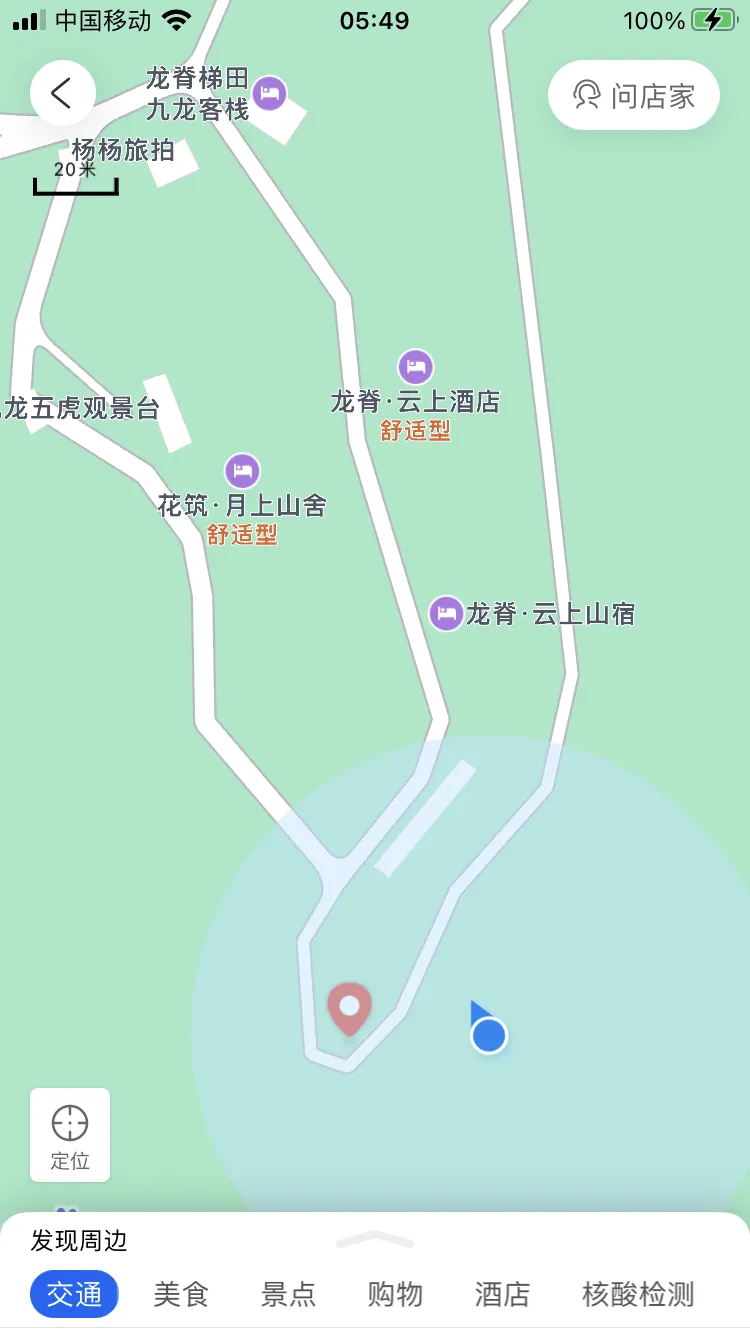 中国移动 05:49 100%
问店家
龙脊梯田
九龙客栈
杨杨旅拍
20米
龙脊·云上酒店
舒适型
龙五虎观景台
花筑·月上山舍
舒适型
龙脊·云上山宿
定位
发现周边
交通 美食 景点 购物 酒店 核酸检测